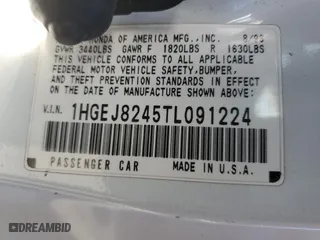 HONDA OF AMERICA MFG., INC.
GVWR 3440LBS GAWR F 1820LBS R 1630LBS
THIS VEHICLE CONFORMS TO ALL APPLICABLE
FEDERAL MOTOR VEHICLE SAFETY, BUMPER,
AND THEFT PREVENTION STANDARDS IN EFFECT
ON THE DATE OF MANUFACTURE SHOWN ABOVE.
V.I.N. 1HGEJ8245TL091224
PASSENGER CAR MADE IN U.S.A.
© DREAMBID